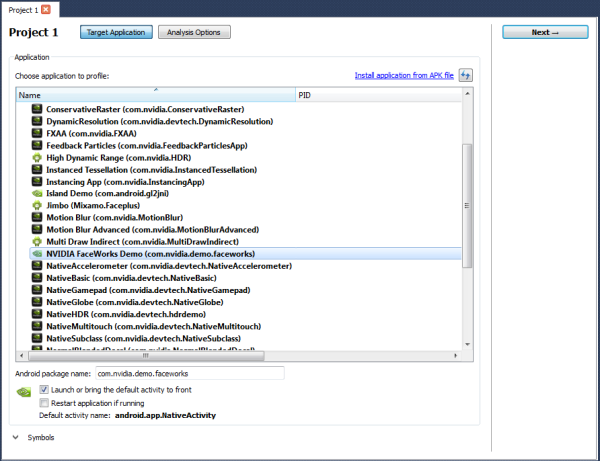 Project 1
Project 1 Target Application Analysis Options Next →
Application
Choose application to profile: Install application from APK file
Name PID
ConservativeRaster (com.nvidia.ConservativeRaster)
DynamicResolution (com.nvidia.devtech.DynamicResolution)
FXAA (com.nvidia.FXAA)
Feedback Particles (com.nvidia.FeedbackParticlesApp)
High Dynamic Range (com.nvidia.HDR)
Instanced Tessellation (com.nvidia.InstancedTessellation)
Instancing App (com.nvidia.InstancingApp)
Island Demo (com.android.gl2jni)
Jimbo (Mixamo.Faceplus)
Motion Blur (com.nvidia.MotionBlur)
Motion Blur Advanced (com.nvidia.MotionBlurAdvanced)
Multi Draw Indirect (com.nvidia.MultiDrawIndirect)
NVIDIA FaceWorks Demo (com.nvidia.demo.faceworks)
NativeAccelerometer (com.nvidia.devtech.NativeAccelerometer)
NativeBasic (com.nvidia.devtech.NativeBasic)
NativeGamepad (com.nvidia.devtech.NativeGamepad)
NativeGlobe (com.nvidia.devtech.NativeGlobe)
NativeHDR (com.nvidia.devtech.hdrdemo)
NativeMultitouch (com.nvidia.devtech.NativeMultitouch)
NativeSubclass (com.nvidia.devtech.NativeSubclass)
NormalBlendedDecal (com.nvidia.NormalBlendedDecal)
Android package name: com.nvidia.demo.faceworks
Launch or bring the default activity to front
Restart application if running
Default activity name: android.app.NativeActivity
Symbols